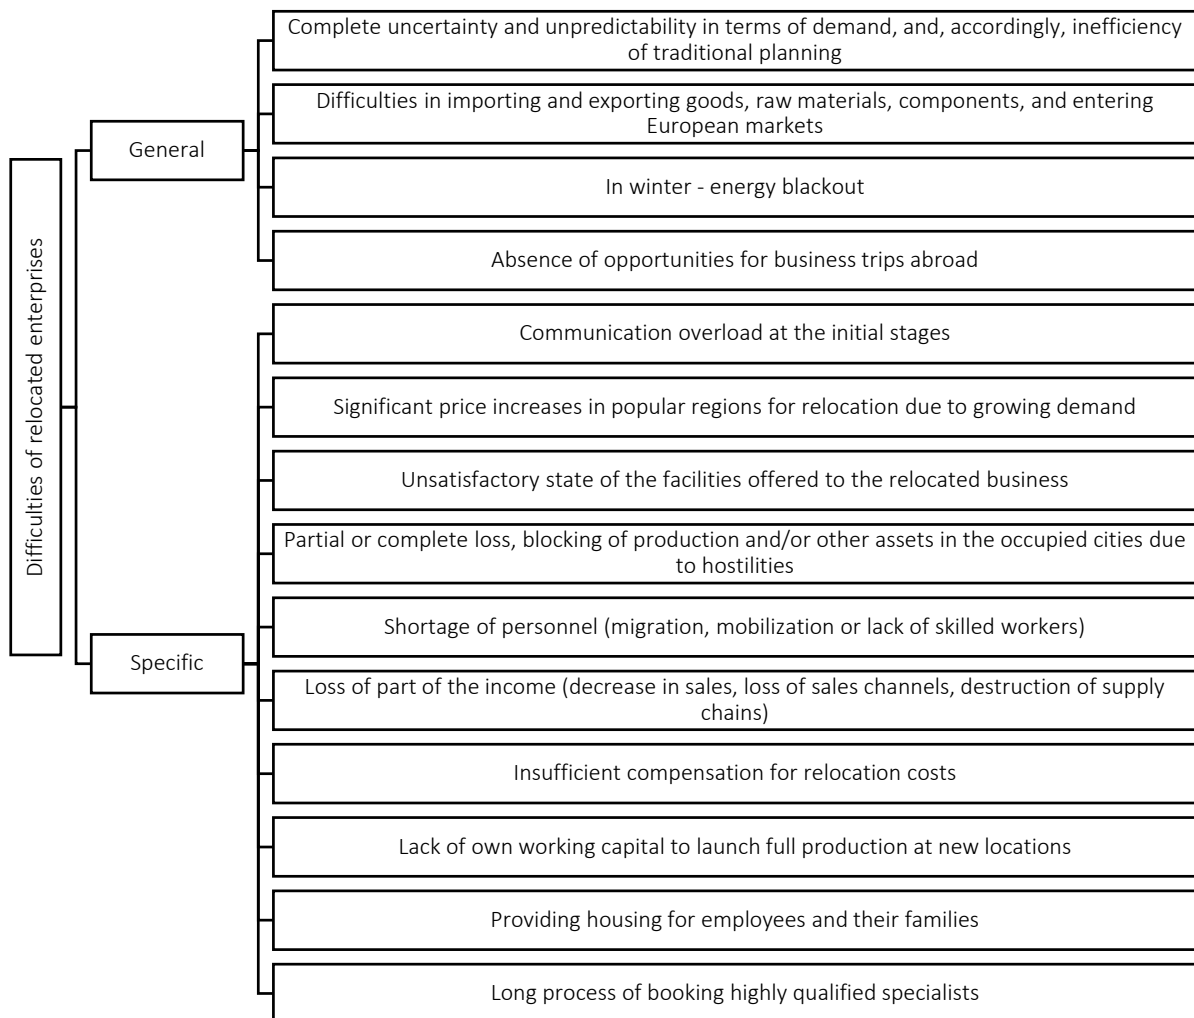 Difficulties of relocated enterprises
General
Complete uncertainty and unpredictability in terms of demand, and, accordingly, inefficiency
of traditional planning
Difficulties in importing and exporting goods, raw materials, components, and entering
European markets
In winter - energy blackout
Absence of opportunities for business trips abroad
Specific
Communication overload at the initial stages
Significant price increases in popular regions for relocation due to growing demand
Unsatisfactory state of the facilities offered to the relocated business
Partial or complete loss, blocking of production and/or other assets in the occupied cities due
to hostilities
Shortage of personnel (migration, mobilization or lack of skilled workers)
Loss of part of the income (decrease in sales, loss of sales channels, destruction of supply
chains)
Insufficient compensation for relocation costs
Lack of own working capital to launch full production at new locations
Providing housing for employees and their families
Long process of booking highly qualified specialists